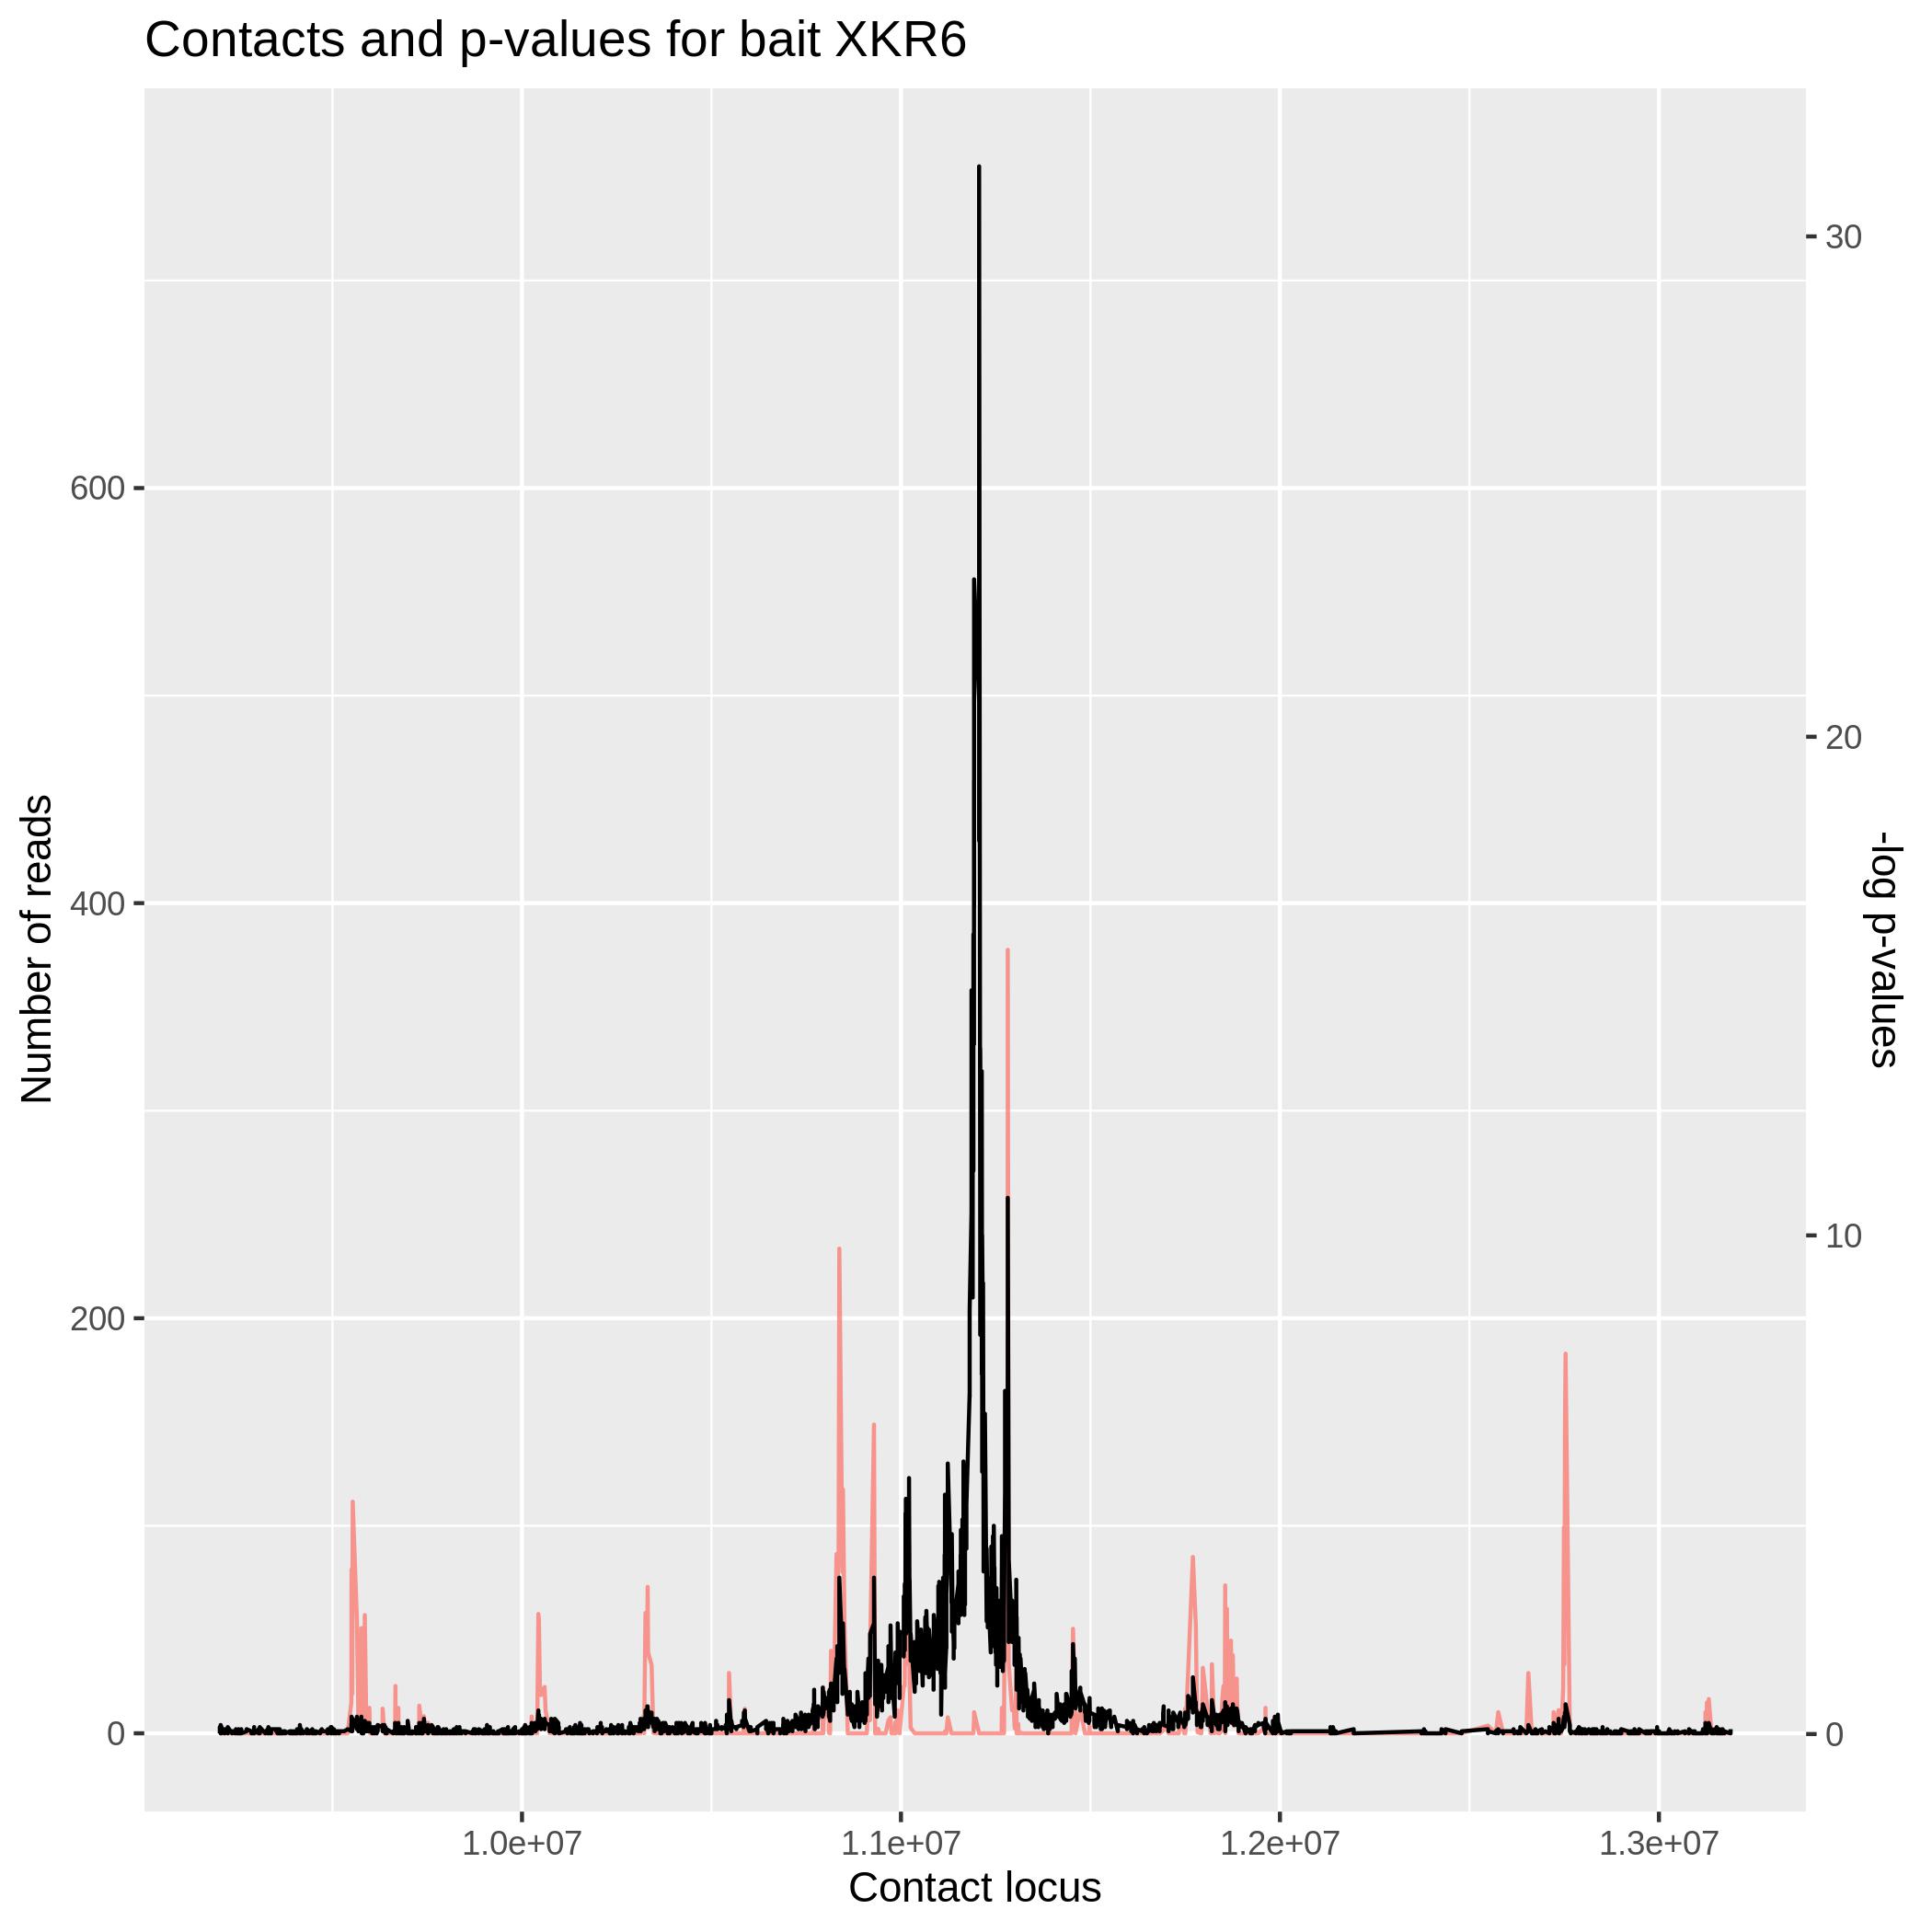 Contacts and p-values for bait XKR6
Number of reads
600
400
200
0
30
20
10
0
-log p-values
1.0e+07
1.1e+07
1.2e+07
1.3e+07
Contact locus